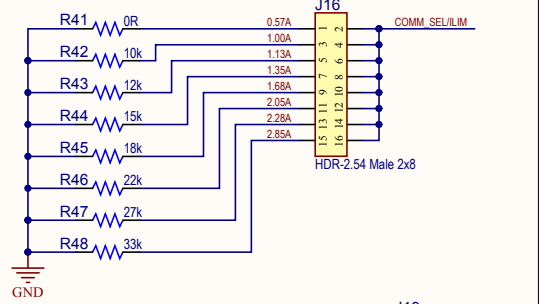 J16
R41 0R 0.57A 1 2 COMM_SEL/ILIM
R42 10k 1.00A 3 4
R43 12k 1.13A 5 6
R44 15k 1.35A 7 8
R45 18k 1.68A 9 10
R46 22k 2.05A 11 12
R47 27k 2.28A 13 14
R48 33k 2.85A 15 16
HDR-2.54 Male 2x8
GND